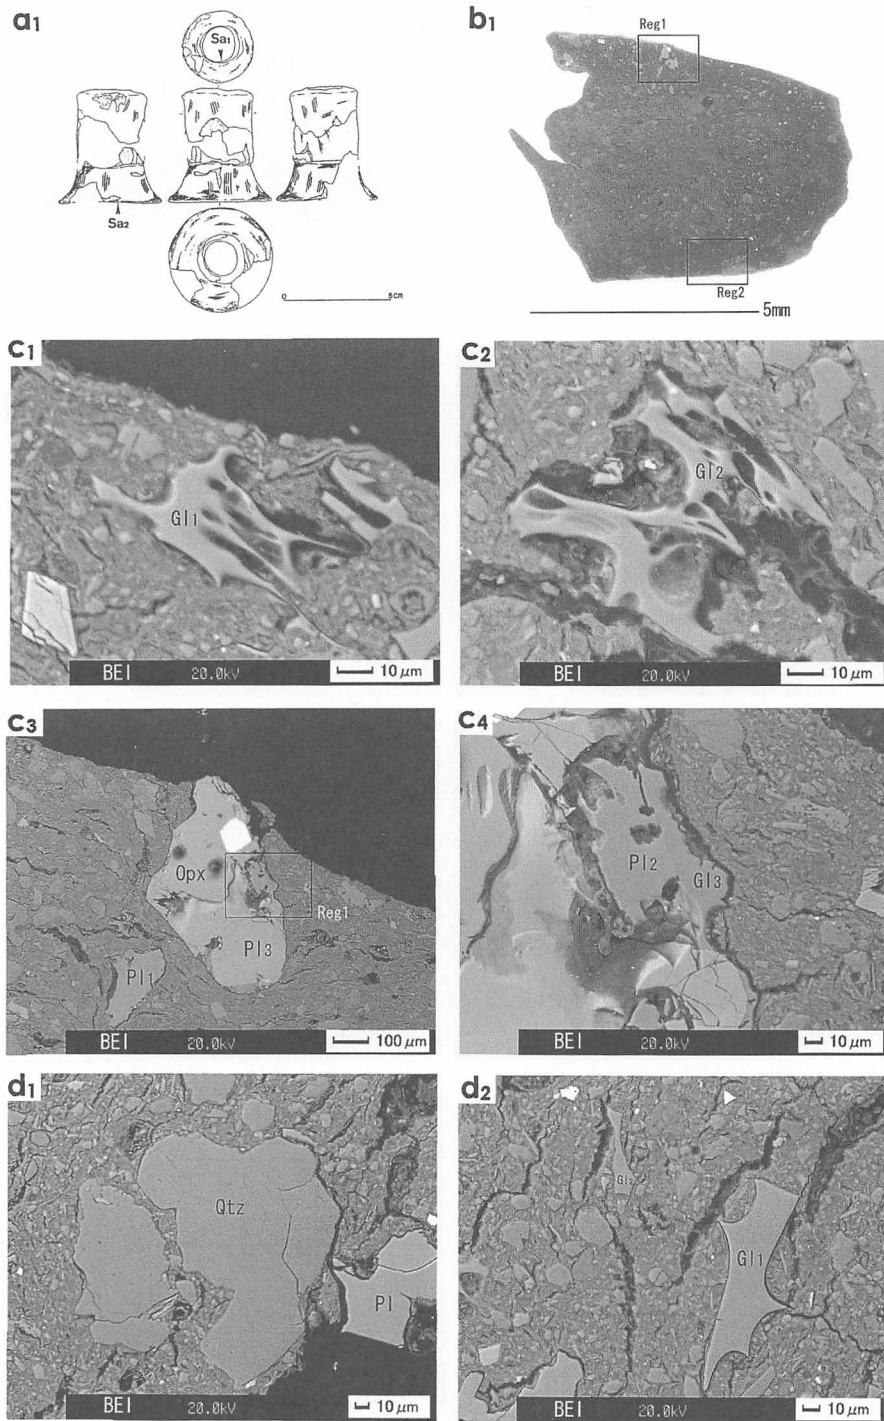 a1
Sa1
Sa2
0 5cm
b1
Reg1
Reg2
5mm
c1
Gl1
BEI 20.0kV 10 μm
c2
Gl2
BEI 20.0kV 10 μm
c3
Opx
Reg1
Pl3
Pl1
BEI 20.0kV 100 μm
c4
Pl2
Gl3
BEI 20.0kV 10 μm
d1
Qtz
Pl
BEI 20.0kV 10 μm
d2
Gl2
Gl1
BEI 20.0kV 10 μm